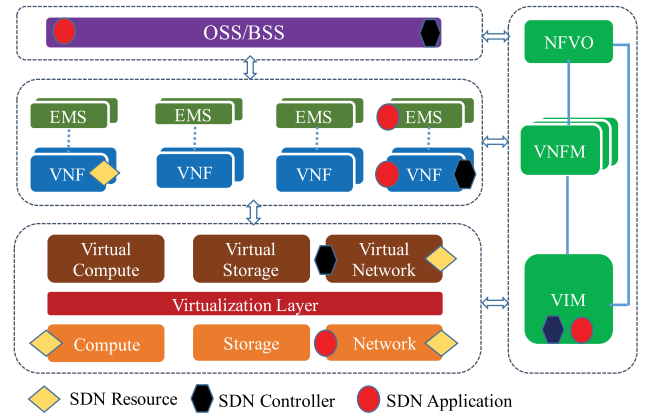 OSS/BSS
NFVO
EMS
EMS
EMS
EMS
VNF
VNF
VNF
VNF
VNFM
Virtual
Compute
Virtual
Storage
Virtual
Network
Virtualization Layer
VIM
Compute
Storage
Network
SDN Resource
SDN Controller
SDN Application